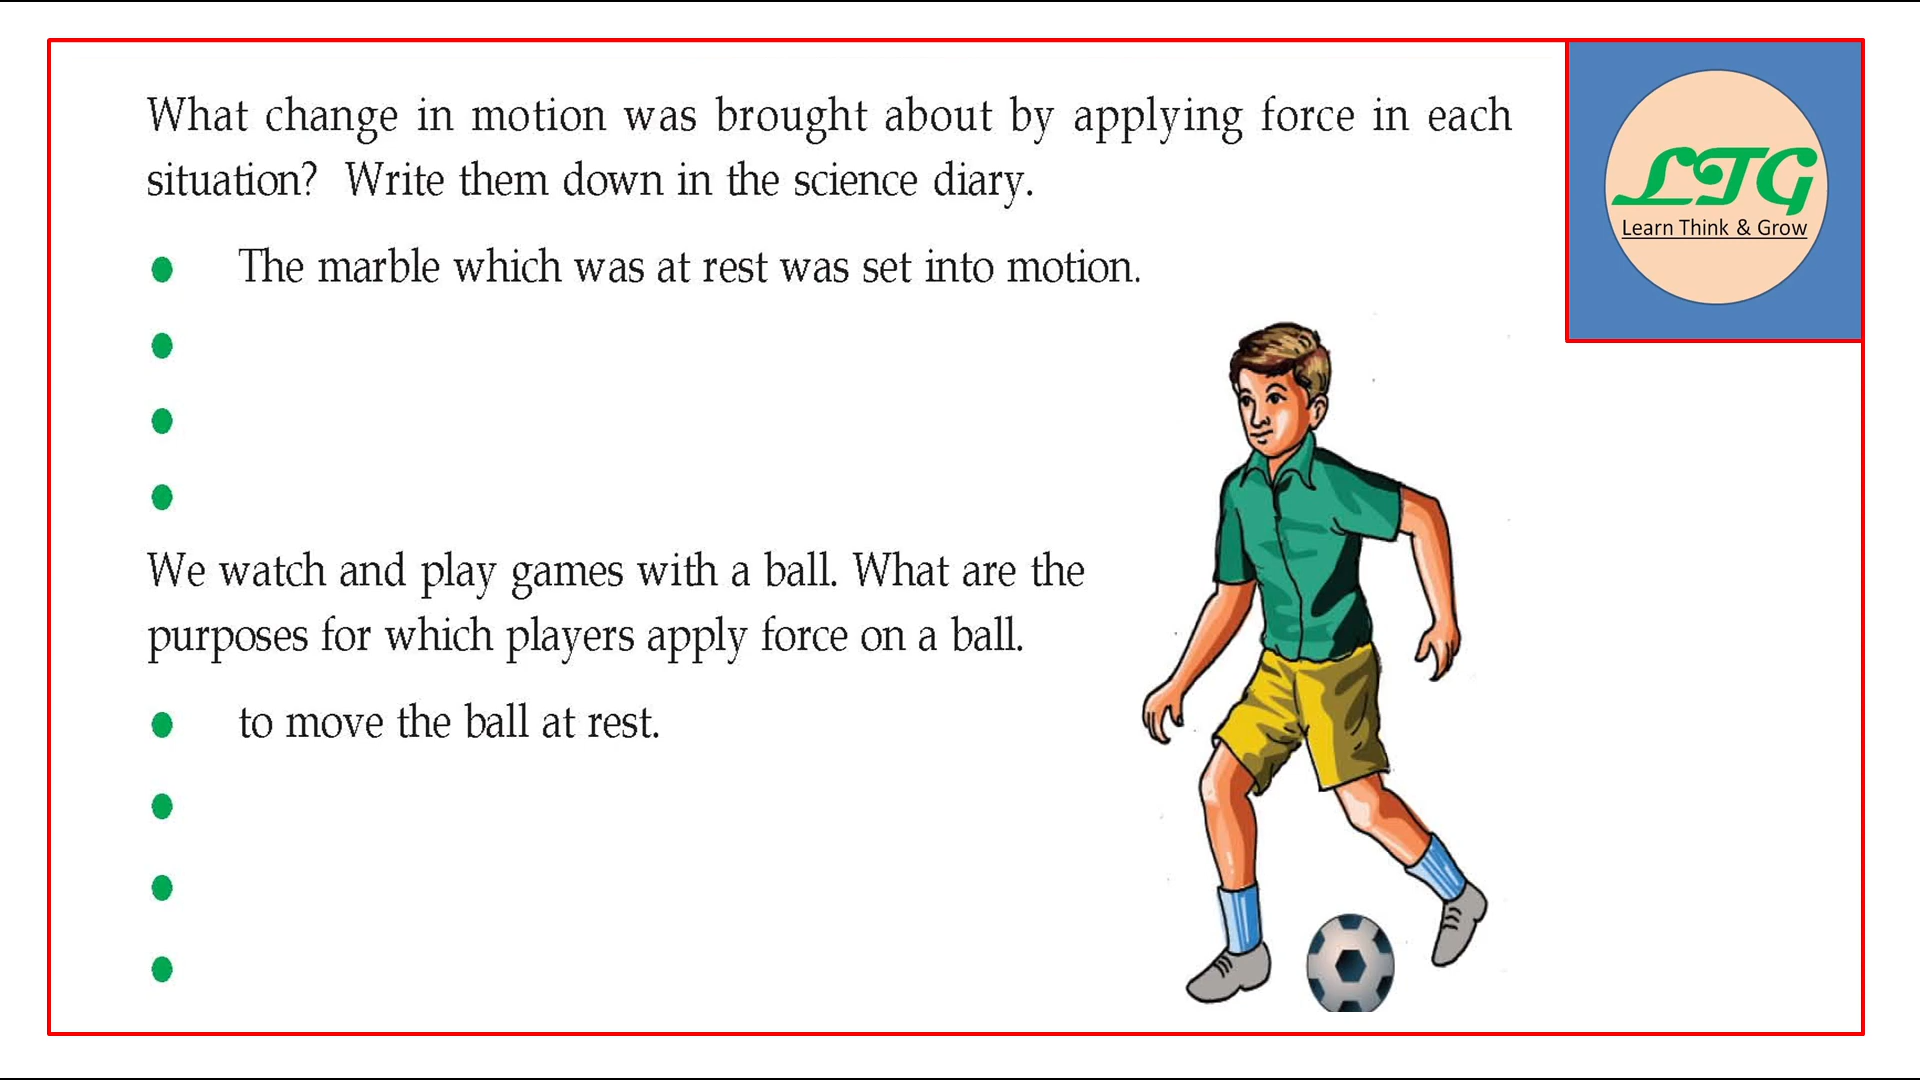 What change in motion was brought about by applying force in each
situation? Write them down in the science diary.
The marble which was at rest was set into motion.
We watch and play games with a ball. What are the
purposes for which players apply force on a ball.
to move the ball at rest.
LTG
Learn Think & Grow